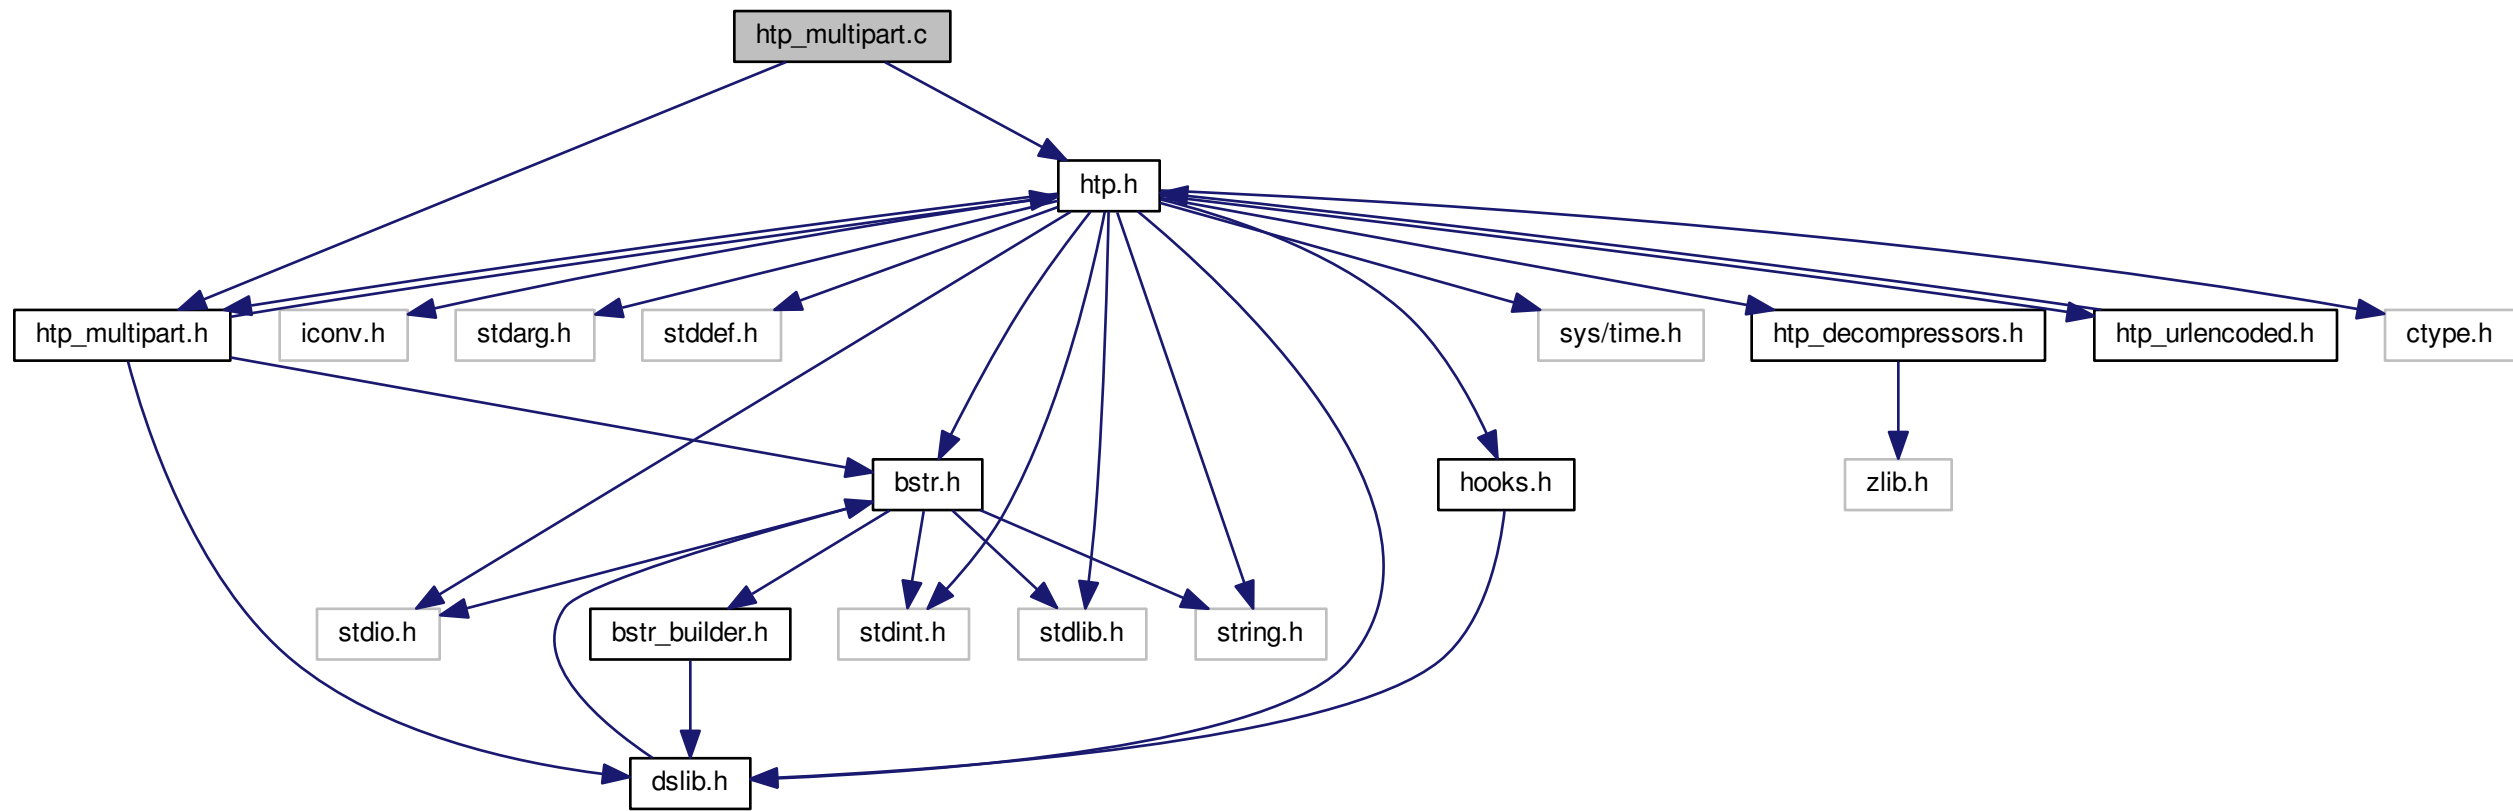 htp_multipart.c
htp.h
htp_multipart.h
iconv.h
stdarg.h
stddef.h
sys/time.h
htp_decompressors.h
htp_urlencoded.h
ctype.h
bstr.h
hooks.h
zlib.h
stdio.h
bstr_builder.h
stdint.h
stdlib.h
string.h
dslib.h